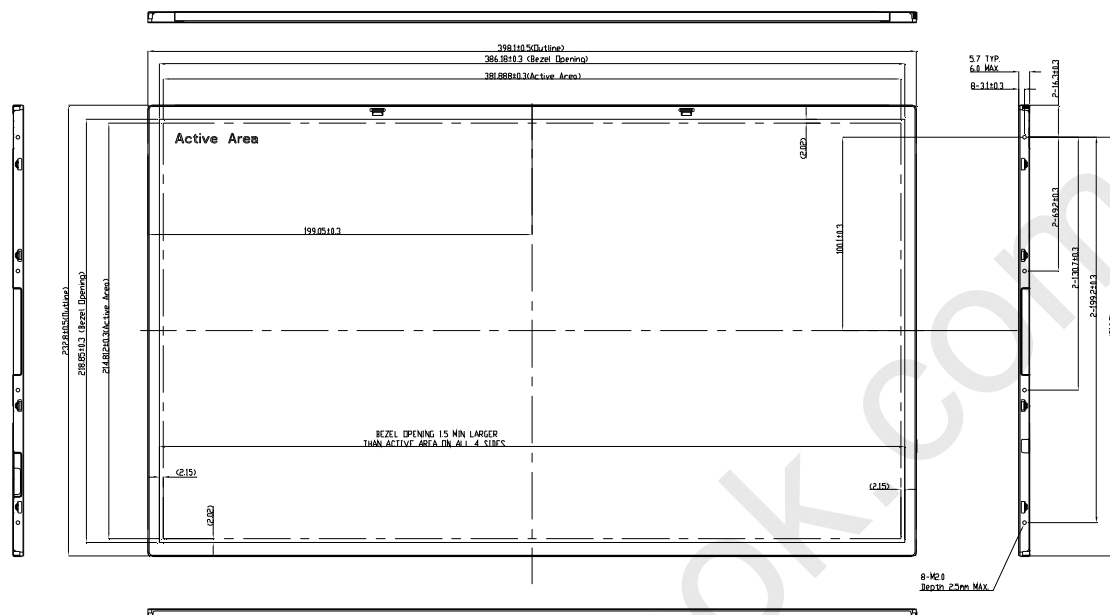 398.1±0.5(Outline)
386.18±0.3 (Bezel Opening)
381.888±0.3(Active Area)
5.7 TYP.
6.0 MAX.
8-3.1±0.3
2-16.3±0.3
Active Area
(2.02)
199.05±0.3
100.1±0.3
2-69.2±0.3
2-130.7±0.3
2-199.2±0.3
232.8±0.5(Outline)
218.85±0.3 (Bezel Opening)
214.812±0.3(Active Area)
BEZEL OPENING 1.5 MIN LARGER
THAN ACTIVE AREA ON ALL 4 SIDES
(2.15)
(2.15)
(2.02)
8-M2.0
Depth 2.5mm MAX.
ok.com